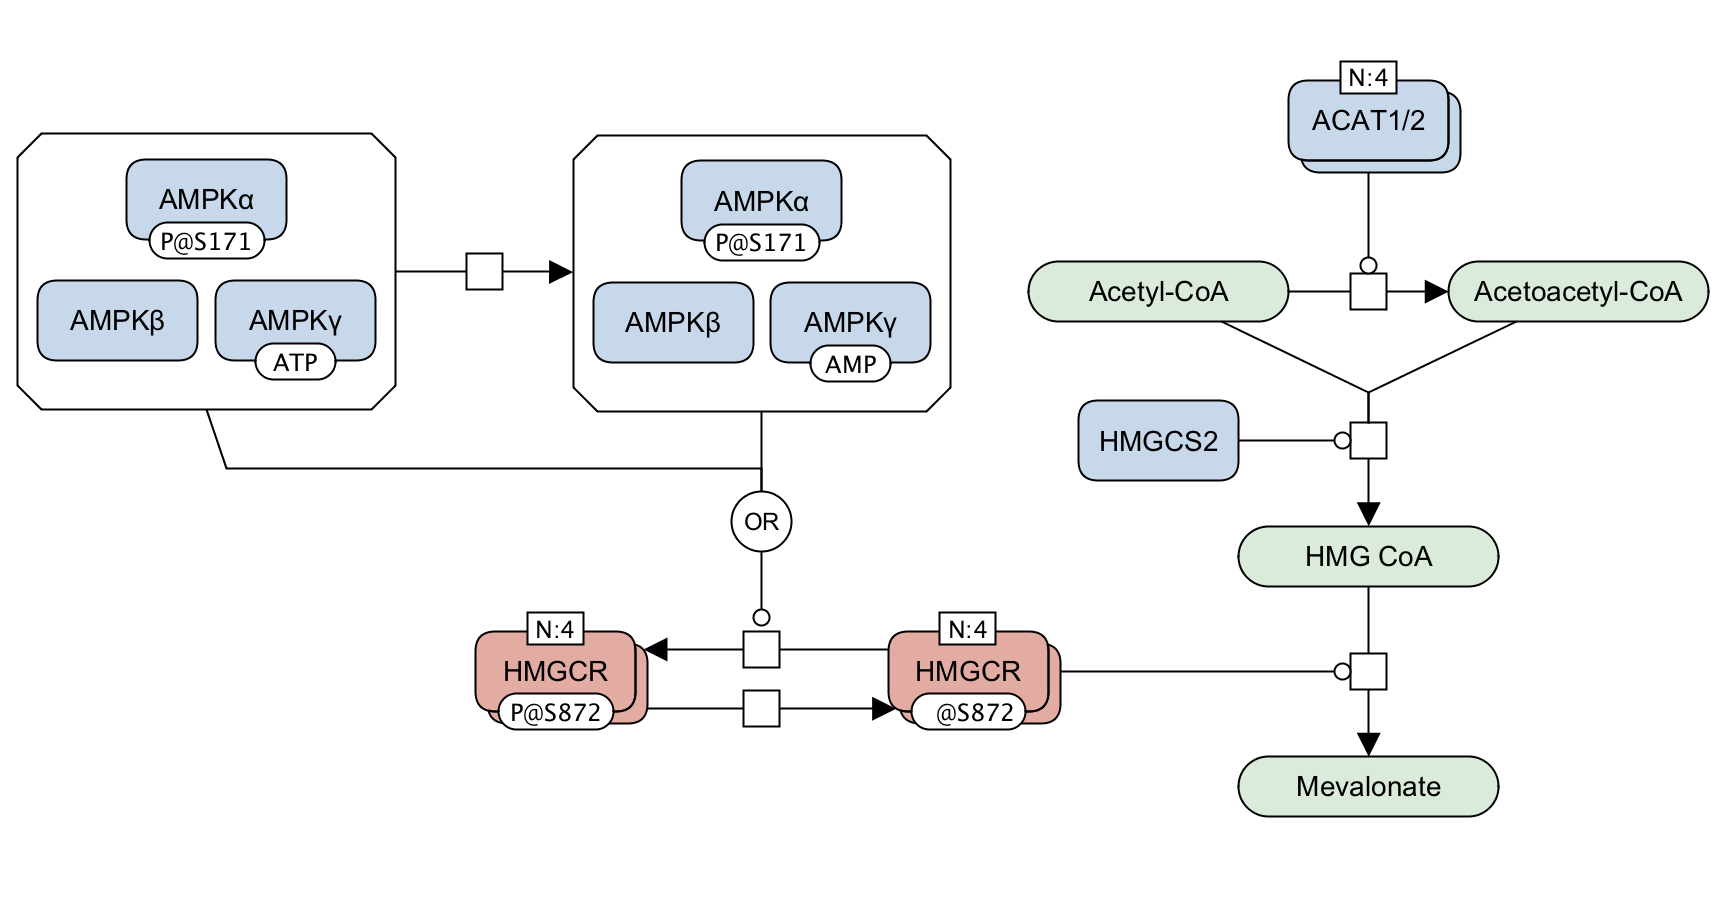 N:4
ACAT1/2
AMPKα
P@S171
AMPKβ
AMPKγ
ATP
AMPKα
P@S171
AMPKβ
AMPKγ
AMP
Acetyl-CoA
Acetoacetyl-CoA
HMGCS2
OR
HMG CoA
N:4
HMGCR
P@S872
N:4
HMGCR
@S872
Mevalonate